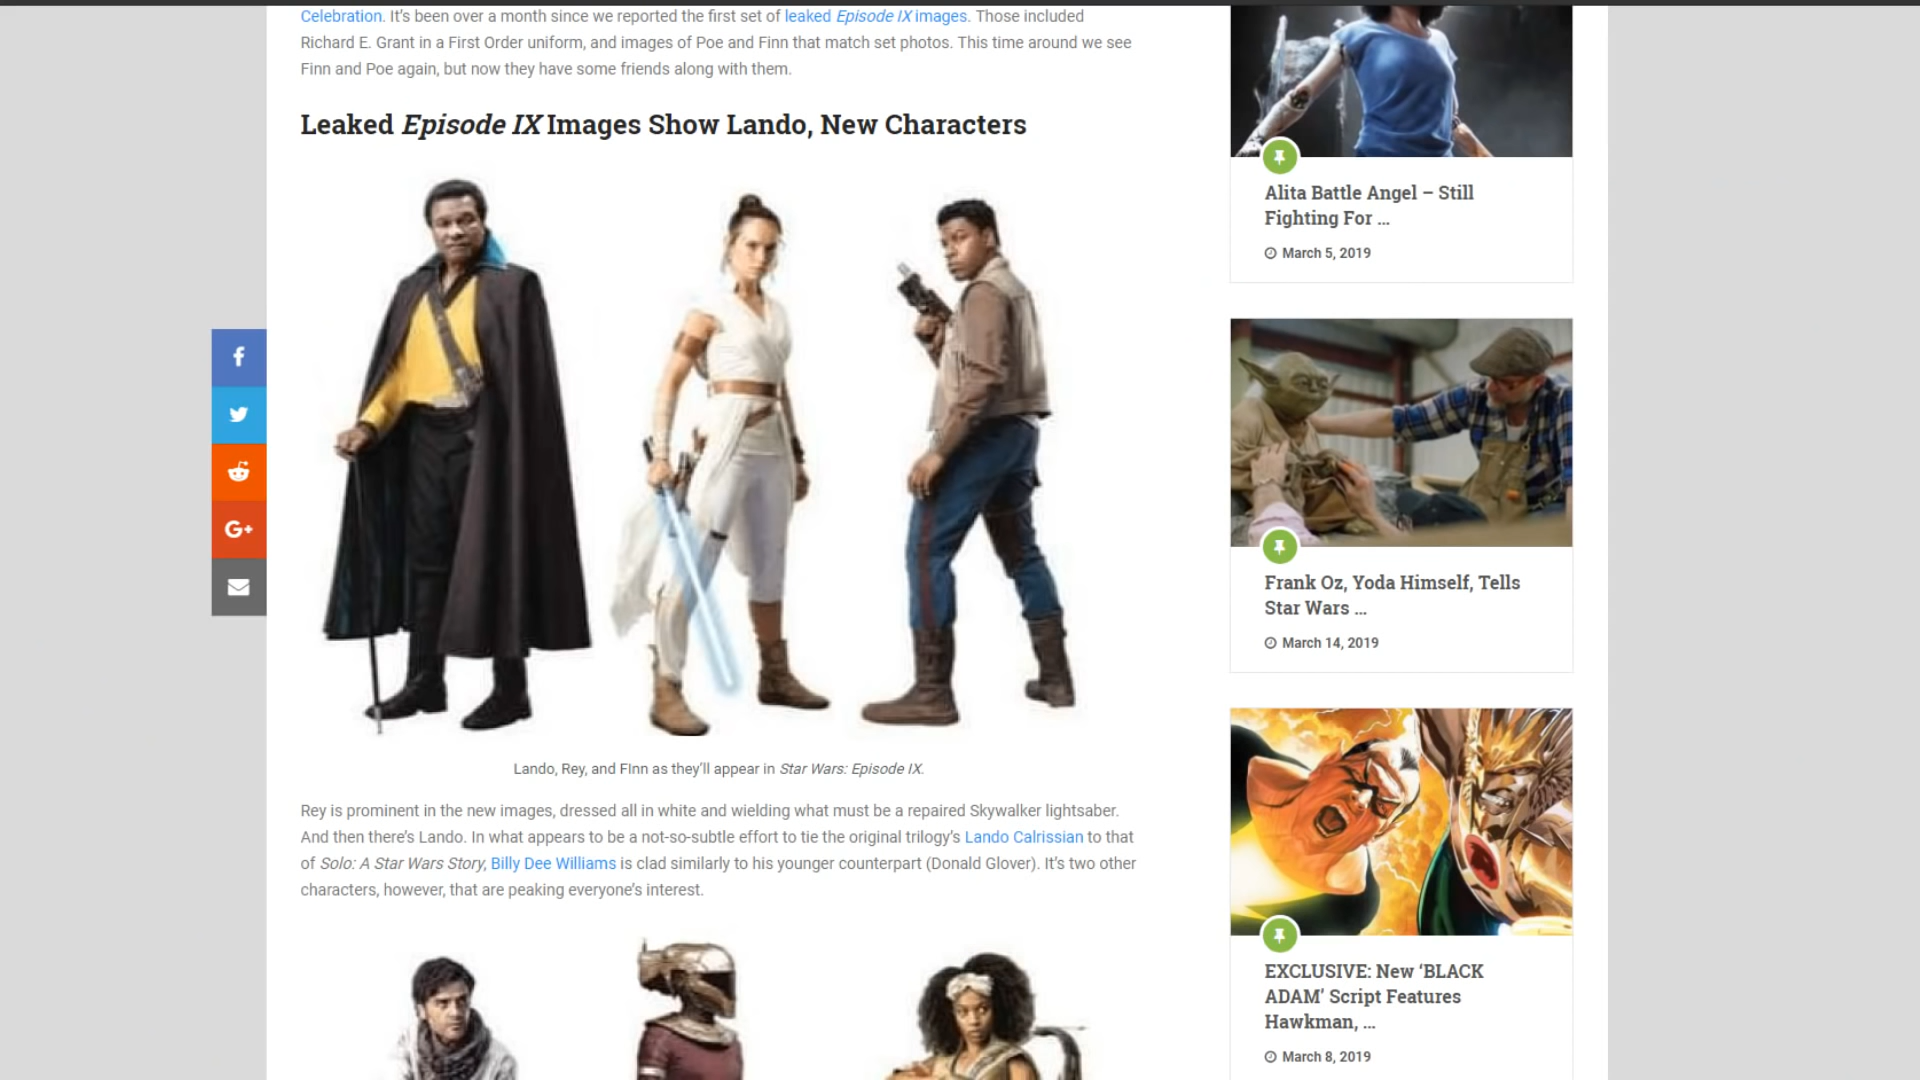 Celebration. It’s been over a month since we reported the first set of leaked Episode IX images. Those included
Richard E. Grant in a First Order uniform, and images of Poe and Finn that match set photos. This time around we see
Finn and Poe again, but now they have some friends along with them.
Leaked Episode IX Images Show Lando, New Characters
Lando, Rey, and FInn as they’ll appear in Star Wars: Episode IX.
Rey is prominent in the new images, dressed all in white and wielding what must be a repaired Skywalker lightsaber.
And then there’s Lando. In what appears to be a not-so-subtle effort to tie the original trilogy’s Lando Calrissian to that
of Solo: A Star Wars Story, Billy Dee Williams is clad similarly to his younger counterpart (Donald Glover). It’s two other
characters, however, that are peaking everyone’s interest.
f
G+
Alita Battle Angel – Still
Fighting For ...
March 5, 2019
Frank Oz, Yoda Himself, Tells
Star Wars ...
March 14, 2019
EXCLUSIVE: New ‘BLACK
ADAM’ Script Features
Hawkman, ...
March 8, 2019